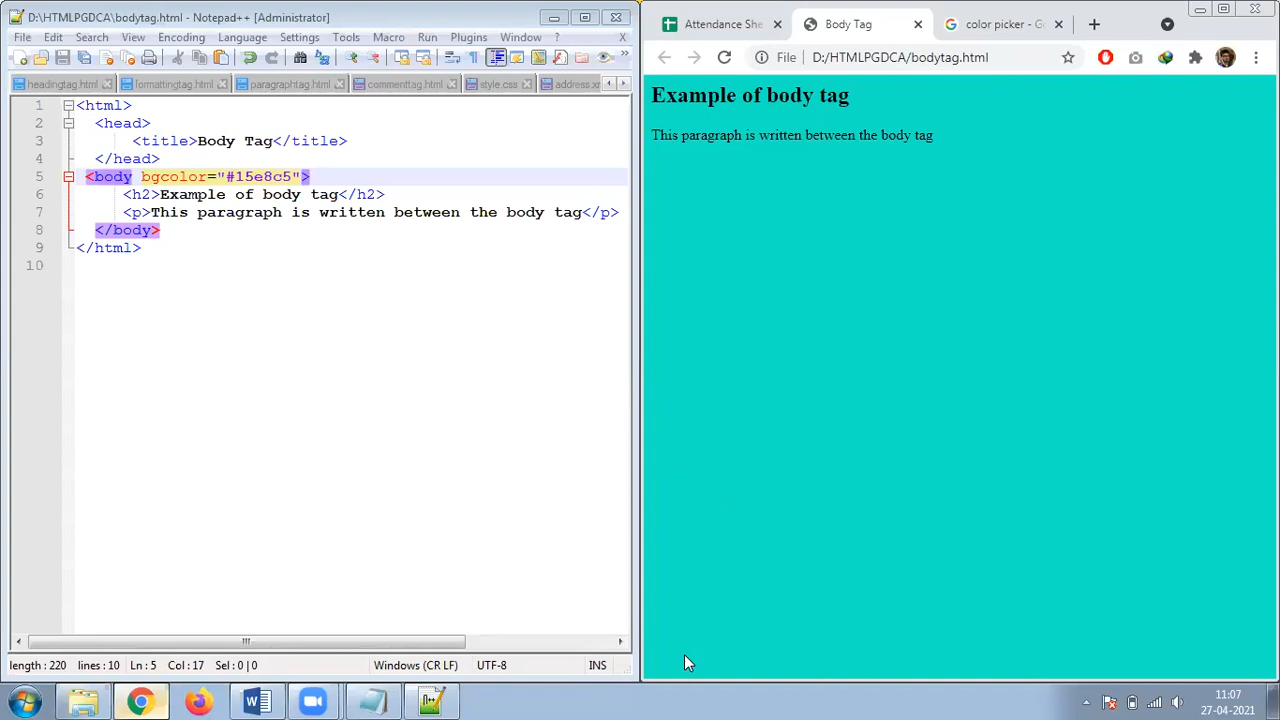 D:\HTMLPGDCA\bodytag.html - Notepad++ [Administrator]
File Edit Search View Encoding Language Settings Tools Macro Run Plugins Window ?
headingtag.html formattingtag.html paragraphtag.html commenttag.html style.css address.xr
1 <html>
2 <head>
3 <title>Body Tag</title>
4 </head>
5 <body bgcolor="#15e8c5">
6 <h2>Example of body tag</h2>
7 <p>This paragraph is written between the body tag</p>
8 </body>
9 </html>
10
length : 220 lines : 10 Ln : 5 Col : 17 Sel : 0 | 0 Windows (CR LF) UTF-8 INS
Attendance She Body Tag color picker - G
File D:/HTMLPGDCA/bodytag.html
Example of body tag
This paragraph is written between the body tag
11:07
27-04-2021